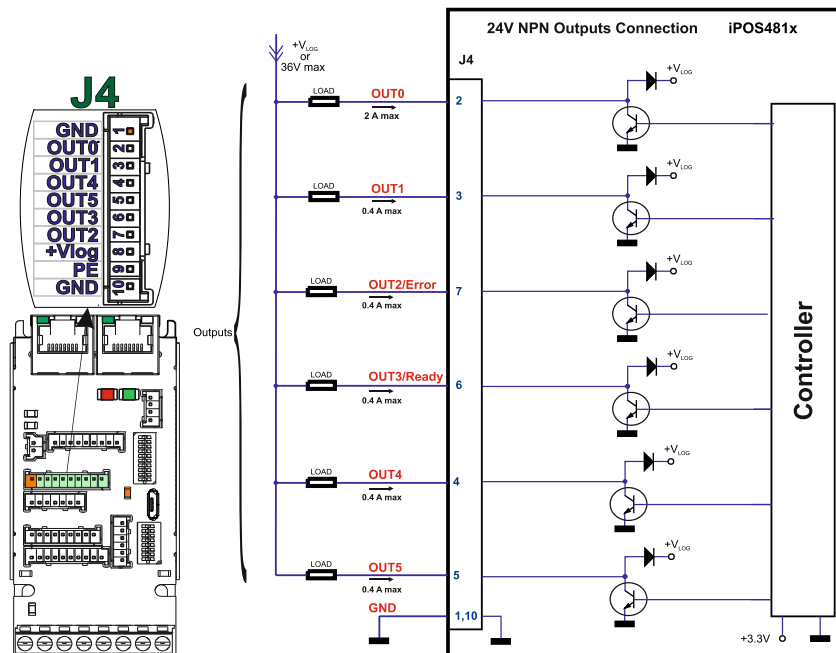 J4
GND 1
OUT0 2
OUT1 3
OUT4 4
OUT5 5
OUT3 6
OUT2 7
+Vlog 8
PE 9
GND 10
Outputs
+VLOG
or
36V max
24V NPN Outputs Connection iPOS481x
J4
LOAD OUT0 2 +VLOG
2 A max
LOAD OUT1 3 +VLOG
0.4 A max
LOAD OUT2/Error 7 +VLOG
0.4 A max
LOAD OUT3/Ready 6 +VLOG
0.4 A max
LOAD OUT4 4 +VLOG
0.4 A max
LOAD OUT5 5 +VLOG
0.4 A max
GND 1,10
Controller
+3.3V